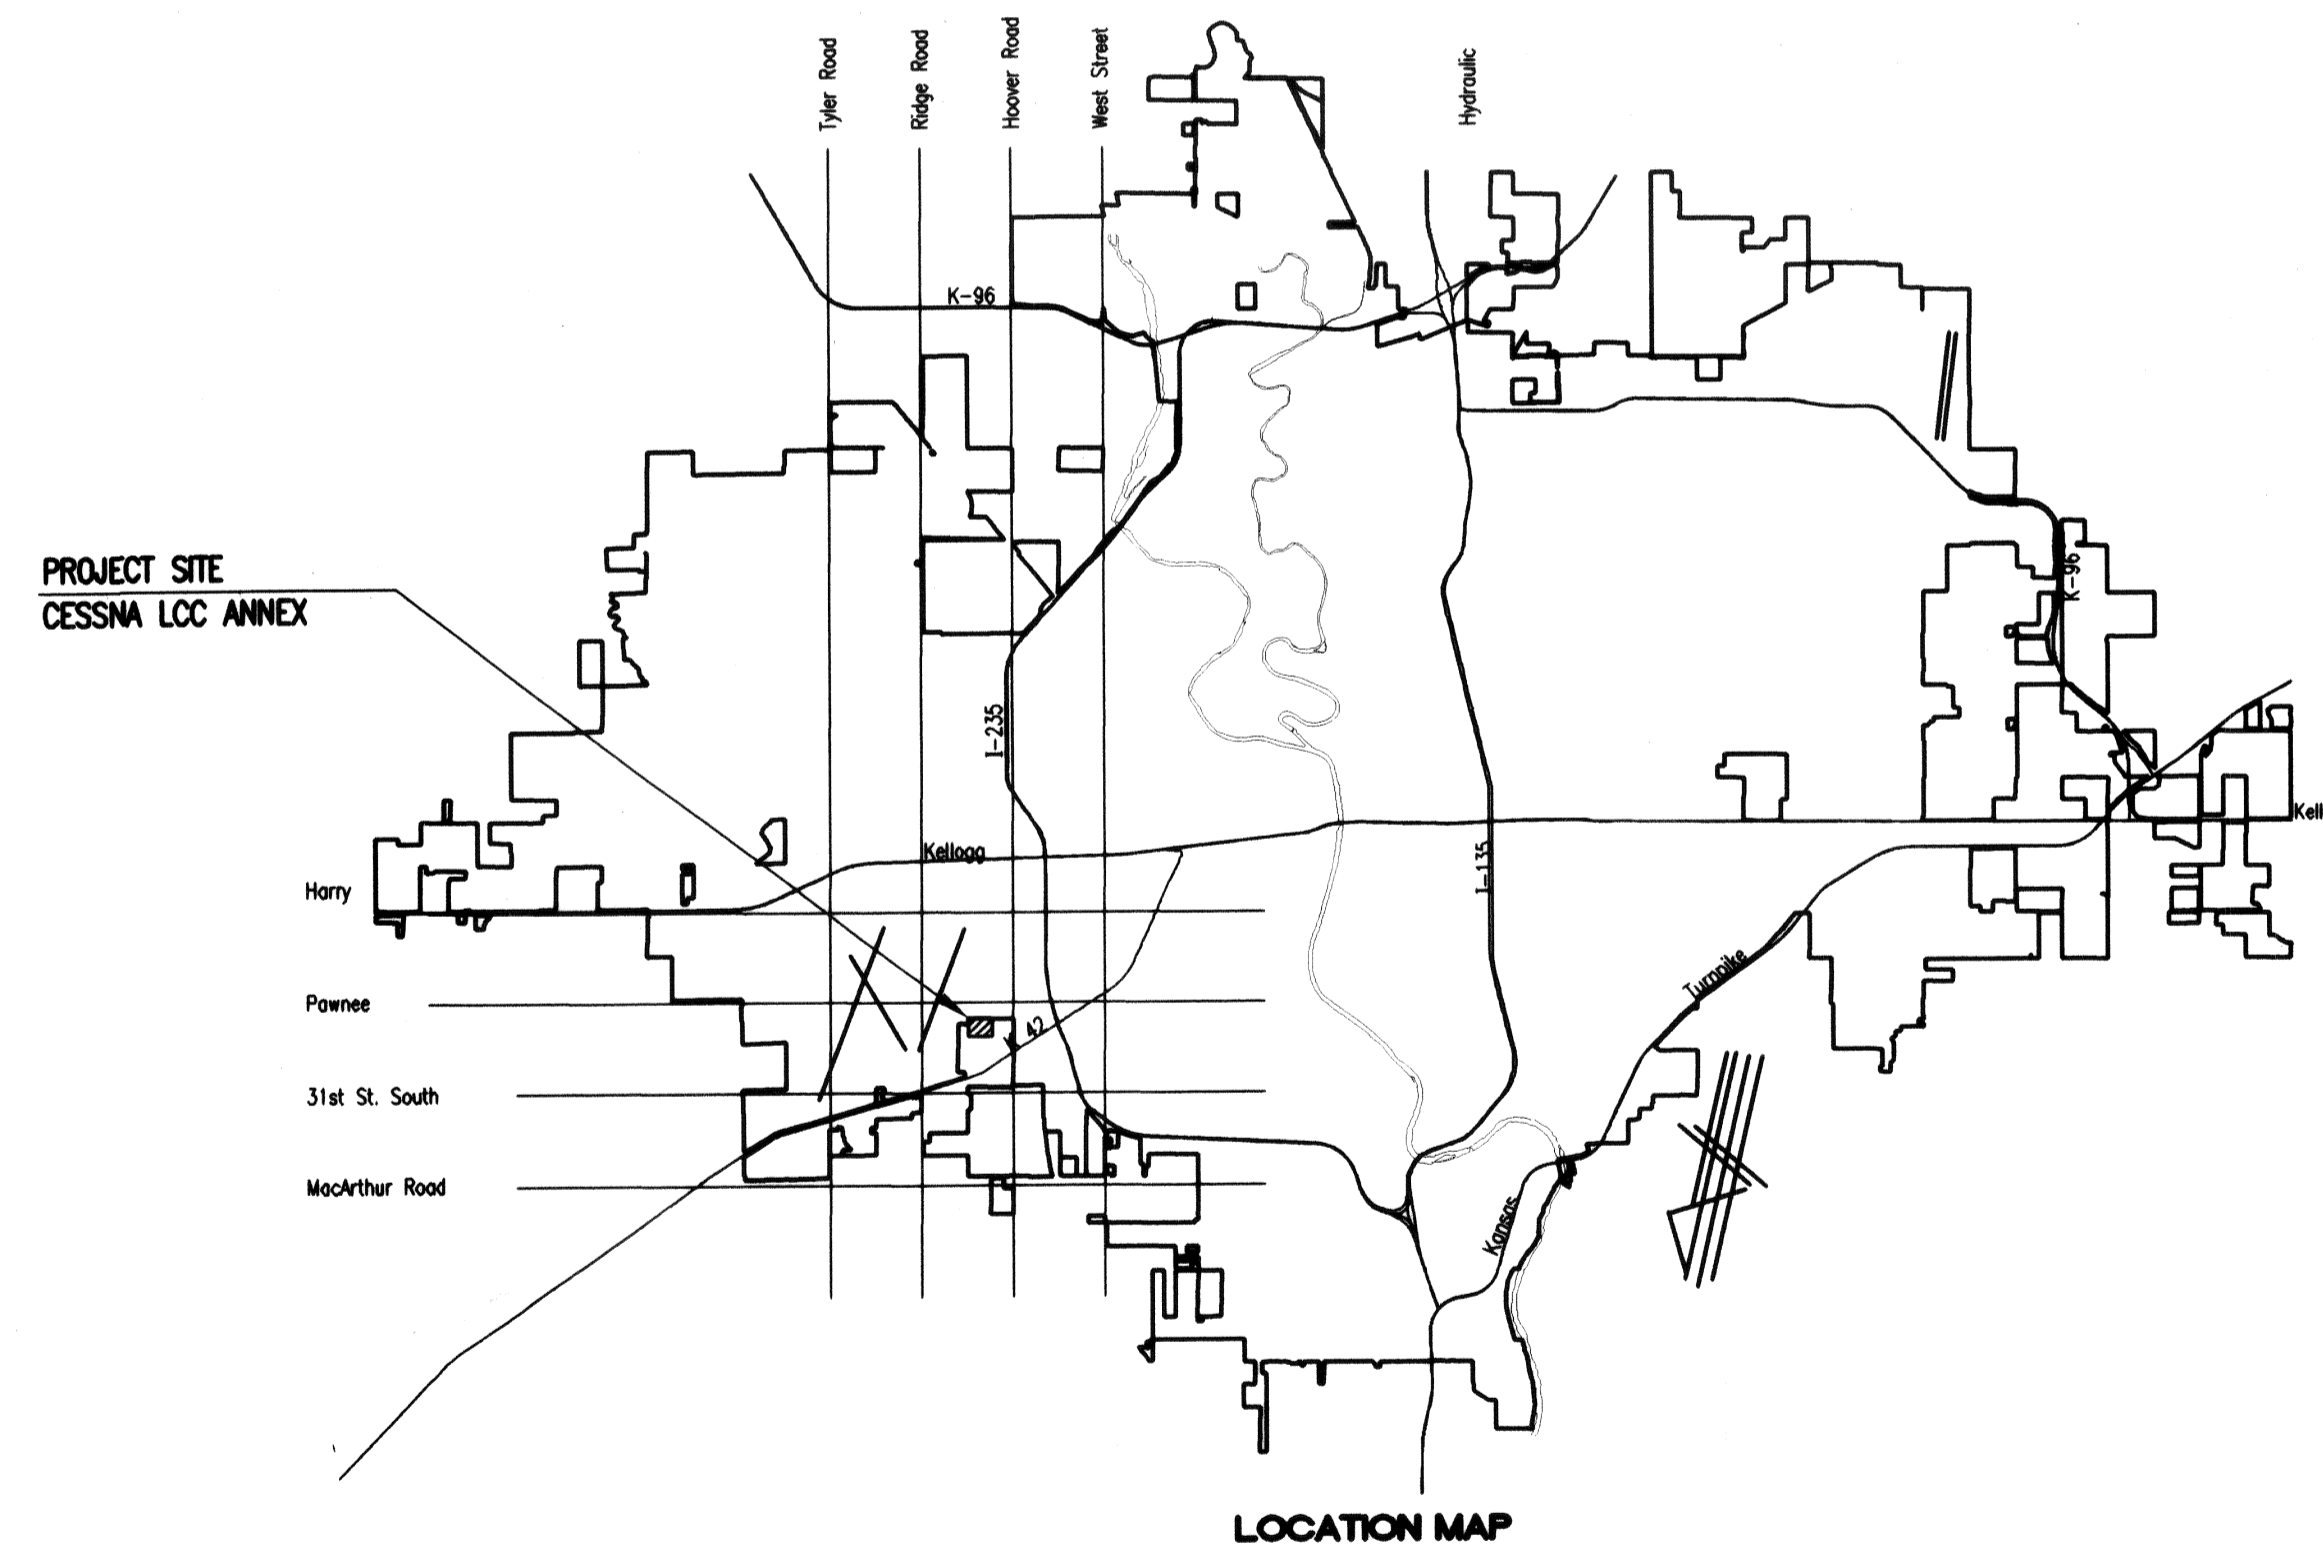 Tyler Road
Ridge Road
Hoover Road
West Street
Hydraulic
K-96
PROJECT SITE
CESSNA LCC ANNEX
K-96
I-235
Kell
Kellogg
I-135
Harry
Turnpike
Pawnee
K 42
31st St. South
MacArthur Road
Kansas
LOCATION MAP